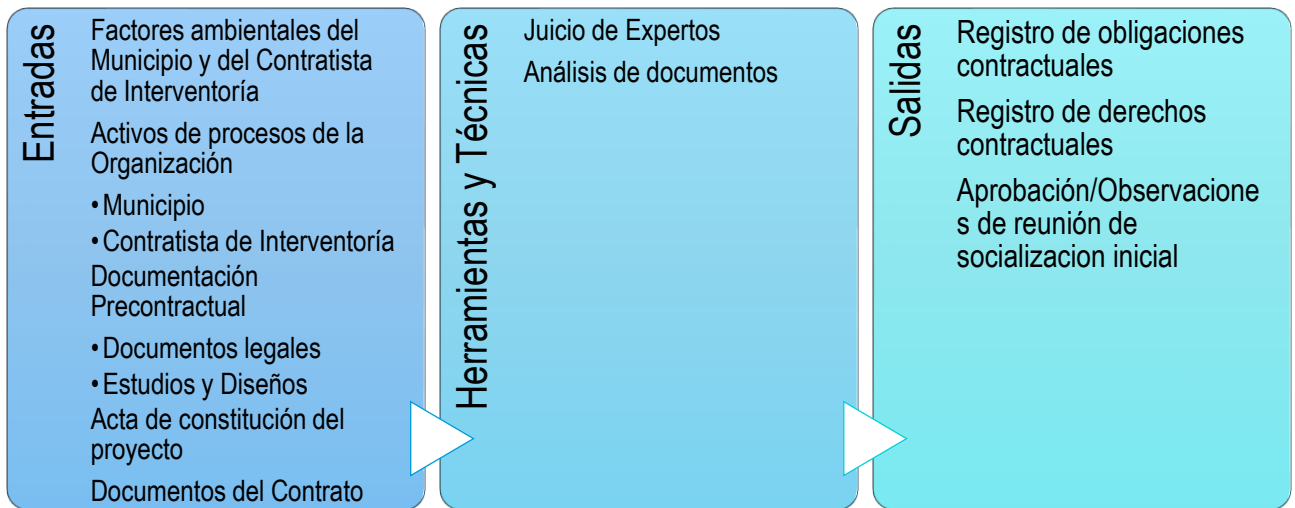 Entradas
Factores ambientales del
Municipio y del Contratista
de Interventoría
Activos de procesos de la
Organización
• Municipio
• Contratista de Interventoría
Documentación
Precontractual
• Documentos legales
• Estudios y Diseños
Acta de constitución del
proyecto
Documentos del Contrato
Herramientas y Técnicas
Juicio de Expertos
Análisis de documentos
Salidas
Registro de obligaciones
contractuales
Registro de derechos
contractuales
Aprobación/Observacione
s de reunión de
socializacion inicial